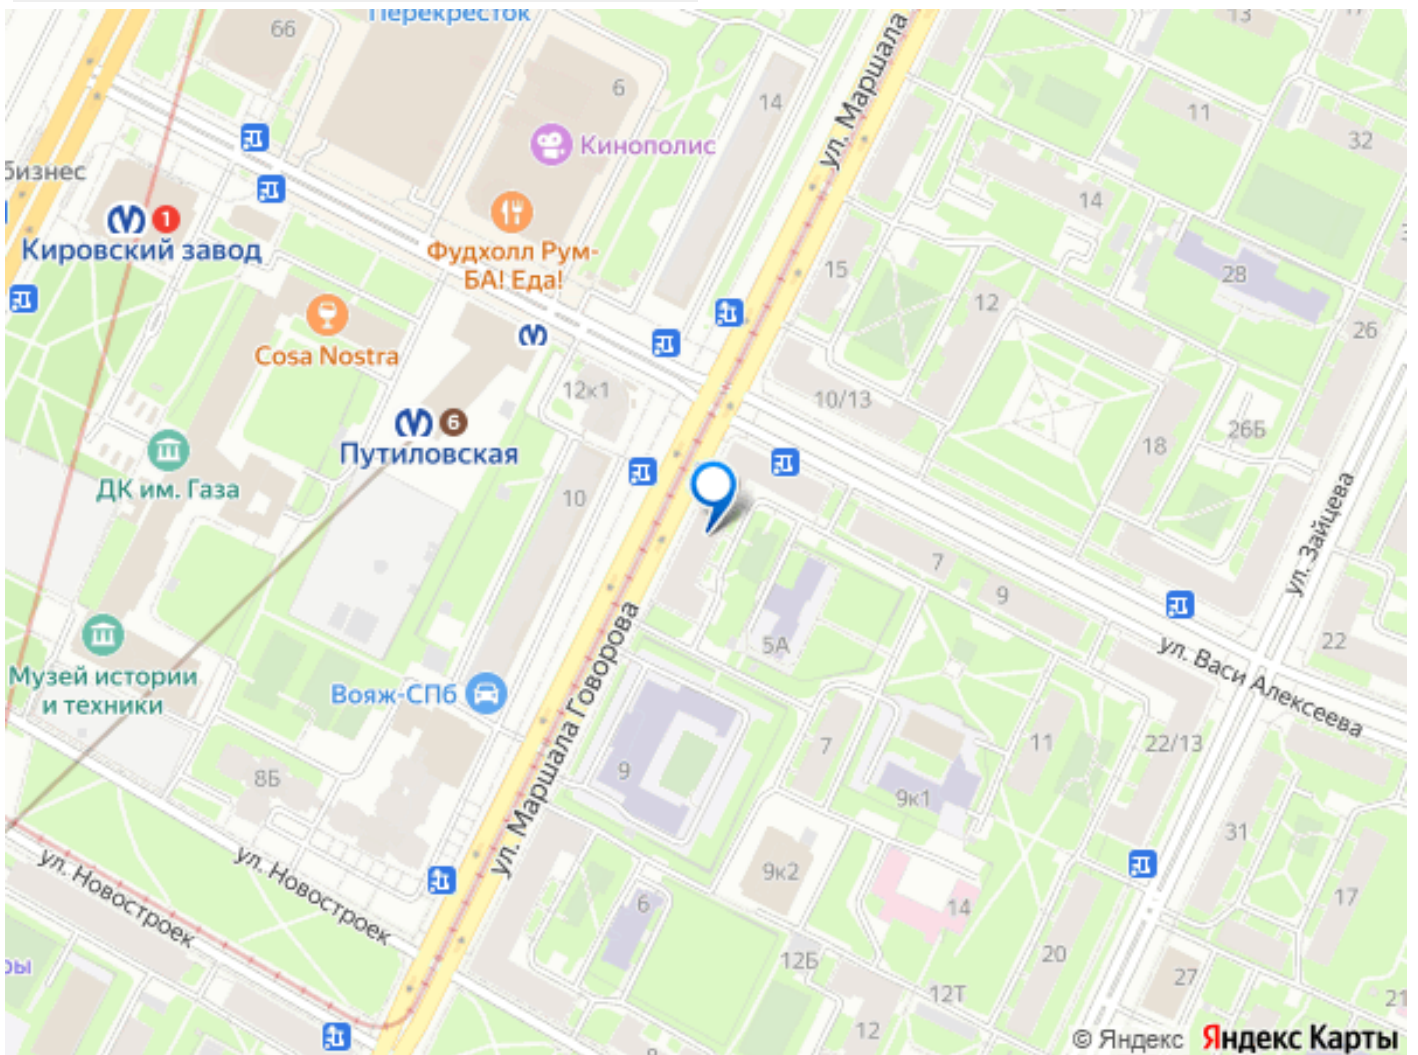 Перекресток
66
13
6
14
ул. Маршала
11
32
Кинополис
бизнес
14
1
Кировский завод
Фудхолл Рум-
БА! Еда!
15
28
12
26
Cosa Nostra
12к1
10/13
6
Путиловская
18
26Б
ДК им. Газа
10
ул. Зайцева
7
9
5А
22
ул. Васи Алексеева
Музей истории
и техники
Вояж-СПб
ул. Маршала Говорова
7
11
22/13
9
8Б
9к1
31
ул. Новостроек
ул. Новостроек
9к2
17
6
14
20
12Б
27
12Т
21
12
© Яндекс Яндекс Карты